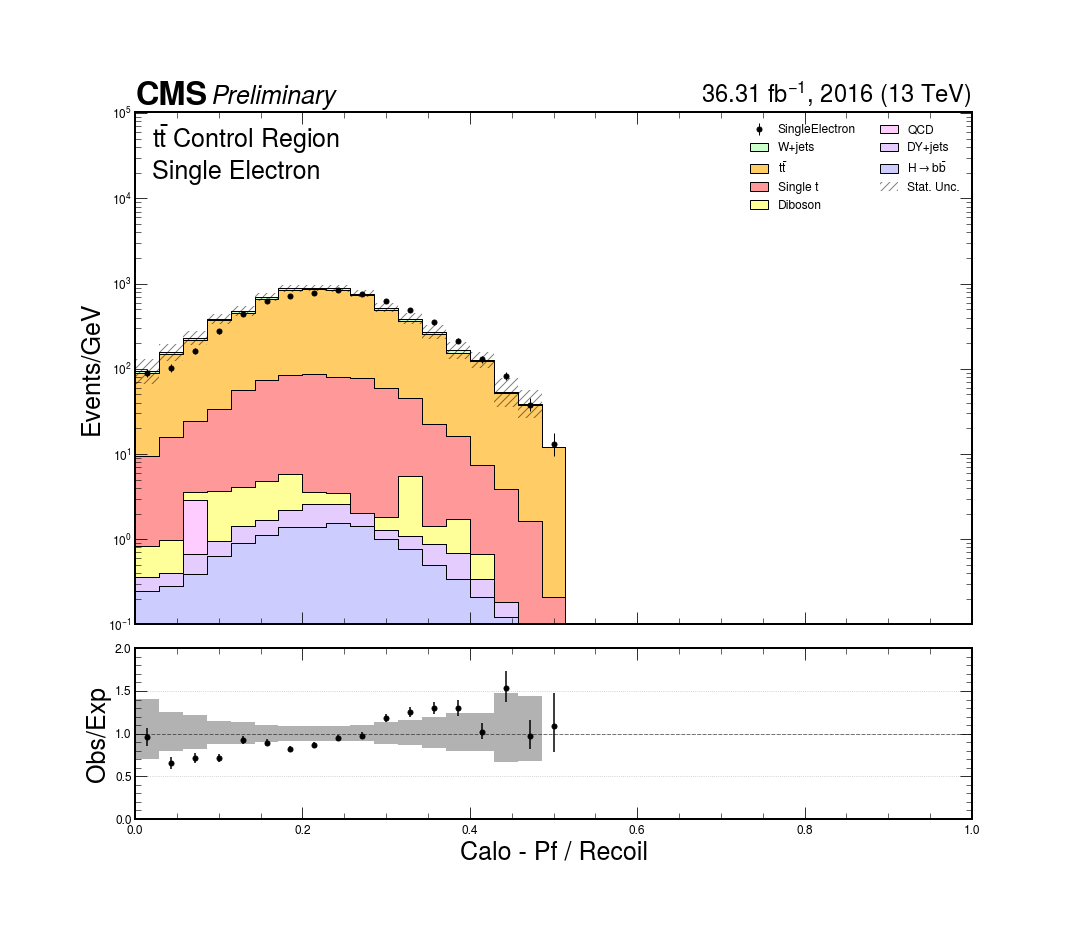 CMS Preliminary
36.31 fb⁻¹, 2016 (13 TeV)
tt̄ Control Region
Single Electron
SingleElectron
W+jets
tt̄
Single t
Diboson
QCD
DY+jets
H→bb̄
Stat. Unc.
Events/GeV
10⁵
10⁴
10³
10²
10¹
10⁰
10⁻¹
Obs/Exp
2.0
1.5
1.0
0.5
0.0
0.0 0.2 0.4 0.6 0.8 1.0
Calo - Pf / Recoil